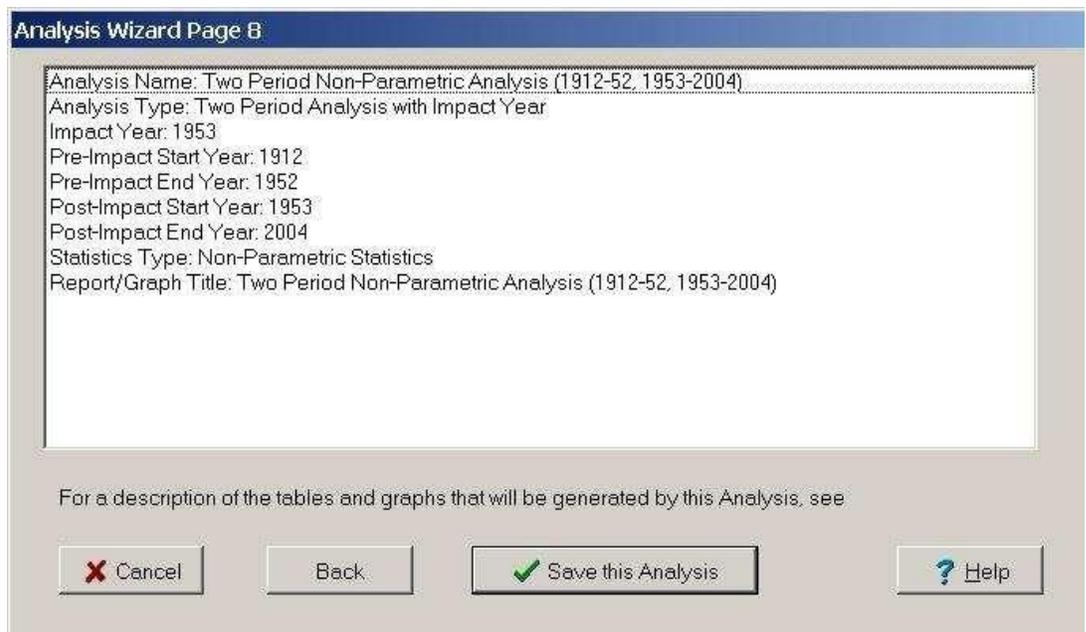 Analysis Wizard Page 8
Analysis Name: Two Period Non-Parametric Analysis (1912-52, 1953-2004)
Analysis Type: Two Period Analysis with Impact Year
Impact Year: 1953
Pre-Impact Start Year: 1912
Pre-Impact End Year: 1952
Post-Impact Start Year: 1953
Post-Impact End Year: 2004
Statistics Type: Non-Parametric Statistics
Report/Graph Title: Two Period Non-Parametric Analysis (1912-52, 1953-2004)
For a description of the tables and graphs that will be generated by this Analysis, see
Cancel
Back
Save this Analysis
? Help